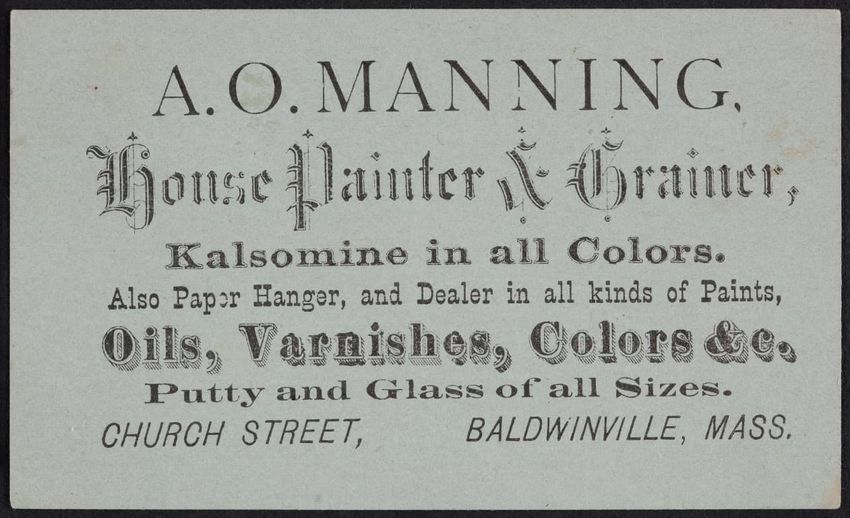 A. O. MANNING,
House Painter & Grainer,
Kalsomine in all Colors.
Also Paper Hanger, and Dealer in all kinds of Paints,
Oils, Varnishes, Colors &c.,
Putty and Glass of all Sizes.
CHURCH STREET, BALDWINVILLE, MASS.